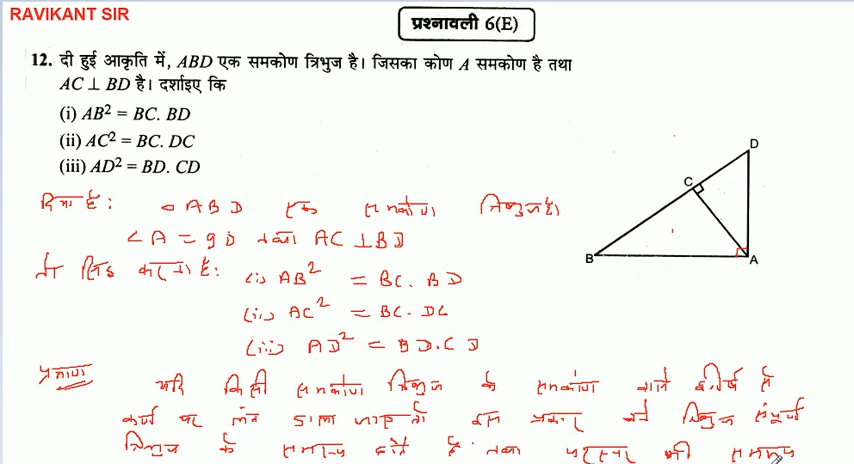 RAVIKANT SIR
प्रश्नावली 6(E)
12. दी हुई आकृति में, ABD एक समकोण त्रिभुज है। जिसका कोण A समकोण है तथा
AC ⊥ BD है। दर्शाइए कि
(i) AB² = BC. BD
(ii) AC² = BC. DC
(iii) AD² = BD. CD
D
C
B
A
दिया है: △ABD एक समकोण त्रिभुज है।
∠A = 90 तथा AC ⊥ BD
सिद्ध करना है: (i) AB² = BC. BD
(ii) AC² = BC. DC
(iii) AD² = BD. CD
प्रमाण यदि किसी समकोण त्रिभुज के समकोण वाले शीर्ष से
कर्ण पर लंब डाला जाए तो इस प्रकार बने त्रिभुज संपूर्ण
त्रिभुज के समरूप होते हैं तथा परस्पर भी समरूप